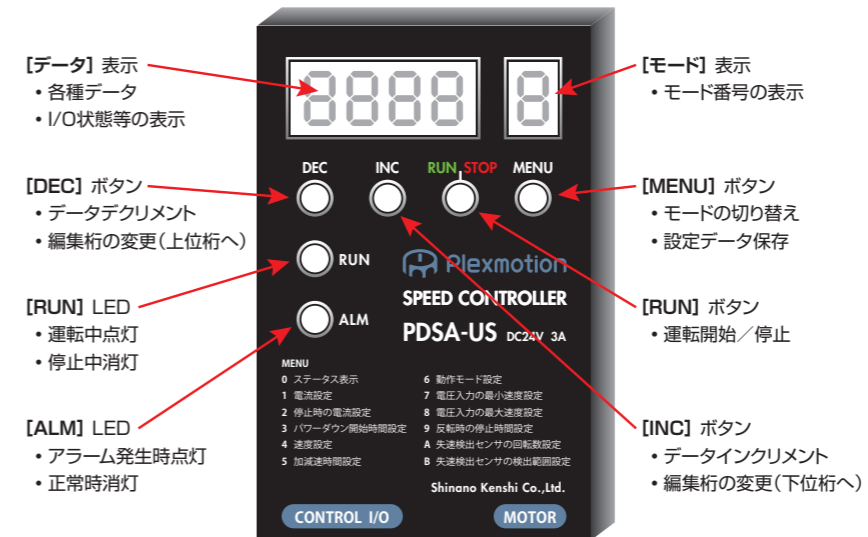 [データ] 表示
• 各種データ
• I/O状態等の表示
[DEC] ボタン
• データデクリメント
• 編集桁の変更（上位桁へ）
[RUN] LED
• 運転中点灯
• 停止中消灯
[ALM] LED
• アラーム発生時点灯
• 正常時消灯
8888 8
DEC INC RUN STOP MENU
RUN
ALM
Plexmotion
SPEED CONTROLLER
PDSA-US DC24V 3A
MENU
0 ステータス表示
1 電流設定
2 停止時の電流設定
3 パワーダウン開始時間設定
4 速度設定
5 加減速時間設定
6 動作モード設定
7 電圧入力の最小速度設定
8 電圧入力の最大速度設定
9 反転時の停止時間設定
A 失速検出センサの回転数設定
B 失速検出センサの検出範囲設定
Shinano Kenshi Co.,Ltd.
CONTROL I/O MOTOR
[モード] 表示
• モード番号の表示
[MENU] ボタン
• モードの切り替え
• 設定データ保存
[RUN] ボタン
• 運転開始／停止
[INC] ボタン
• データインクリメント
• 編集桁の変更（下位桁へ）